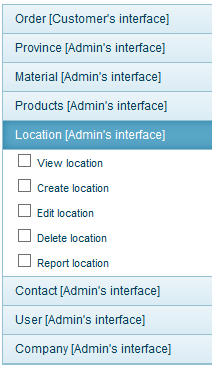 Order [Customer's interface]
Province [Admin's interface]
Material [Admin's interface]
Products [Admin's interface]
Location [Admin's interface]
View location
Create location
Edit location
Delete location
Report location
Contact [Admin's interface]
User [Admin's interface]
Company [Admin's interface]